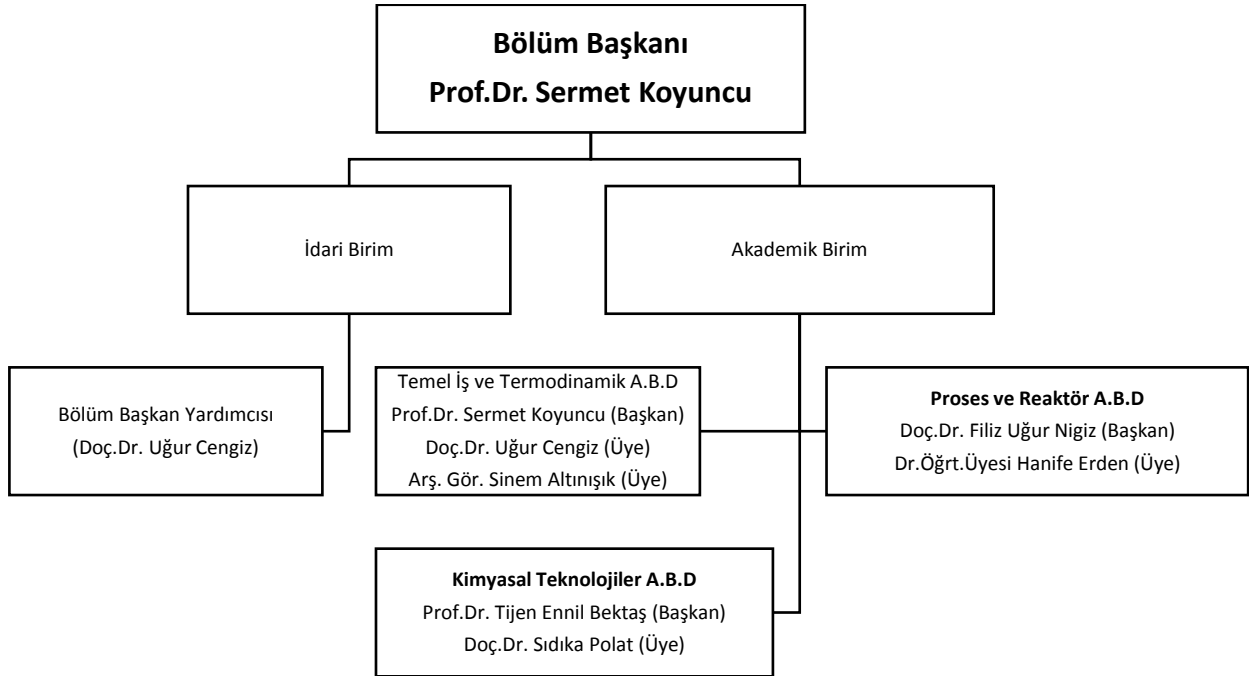 Bölüm Başkanı
Prof.Dr. Sermet Koyuncu
İdari Birim
Akademik Birim
Bölüm Başkan Yardımcısı
(Doç.Dr. Uğur Cengiz)
Temel İş ve Termodinamik A.B.D
Prof.Dr. Sermet Koyuncu (Başkan)
Doç.Dr. Uğur Cengiz (Üye)
Arş. Gör. Sinem Altınışık (Üye)
Proses ve Reaktör A.B.D
Doç.Dr. Filiz Uğur Nigiz (Başkan)
Dr.Öğrt.Üyesi Hanife Erden (Üye)
Kimyasal Teknolojiler A.B.D
Prof.Dr. Tijen Ennil Bektaş (Başkan)
Doç.Dr. Sıdıka Polat (Üye)